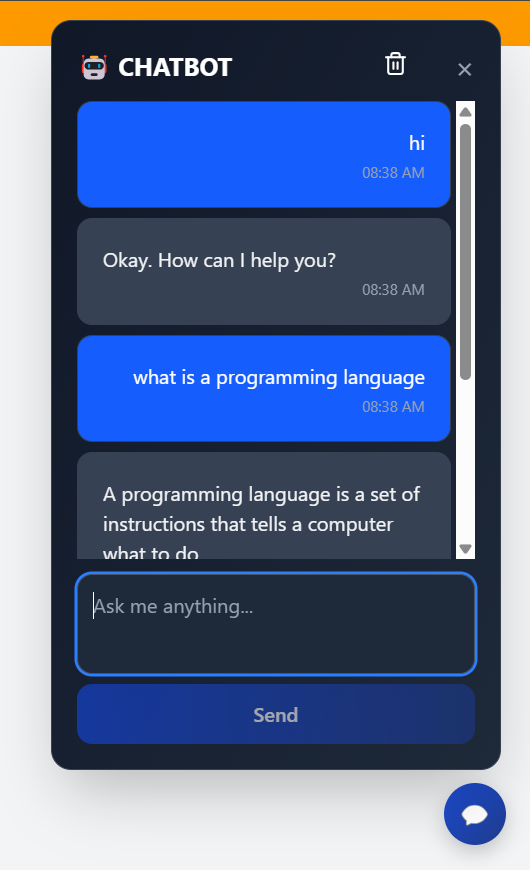 CHATBOT
hi
08:38 AM
Okay. How can I help you?
08:38 AM
what is a programming language
08:38 AM
A programming language is a set of
instructions that tells a computer
what to do
Ask me anything...
Send